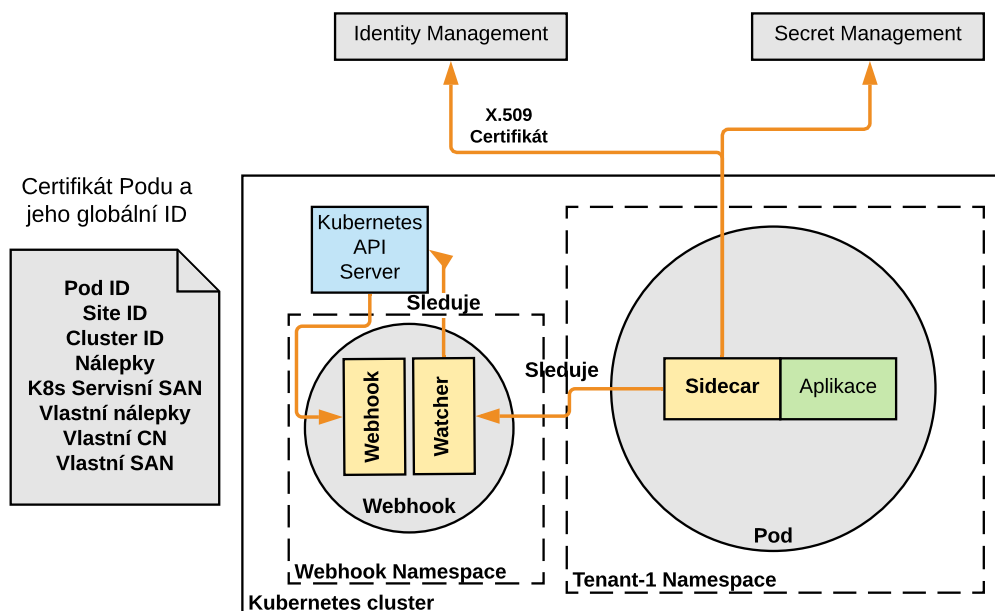 Identity Management
Secret Management
X.509
Certifikát
Certifikát Podu a
jeho globální ID
Pod ID
Site ID
Cluster ID
Nálepky
K8s Servisní SAN
Vlastní nálepky
Vlastní CN
Vlastní SAN
Kubernetes
API
Server
Sleduje
Sleduje
Webhook
Watcher
Webhook
Webhook Namespace
Sidecar
Aplikace
Pod
Tenant-1 Namespace
Kubernetes cluster